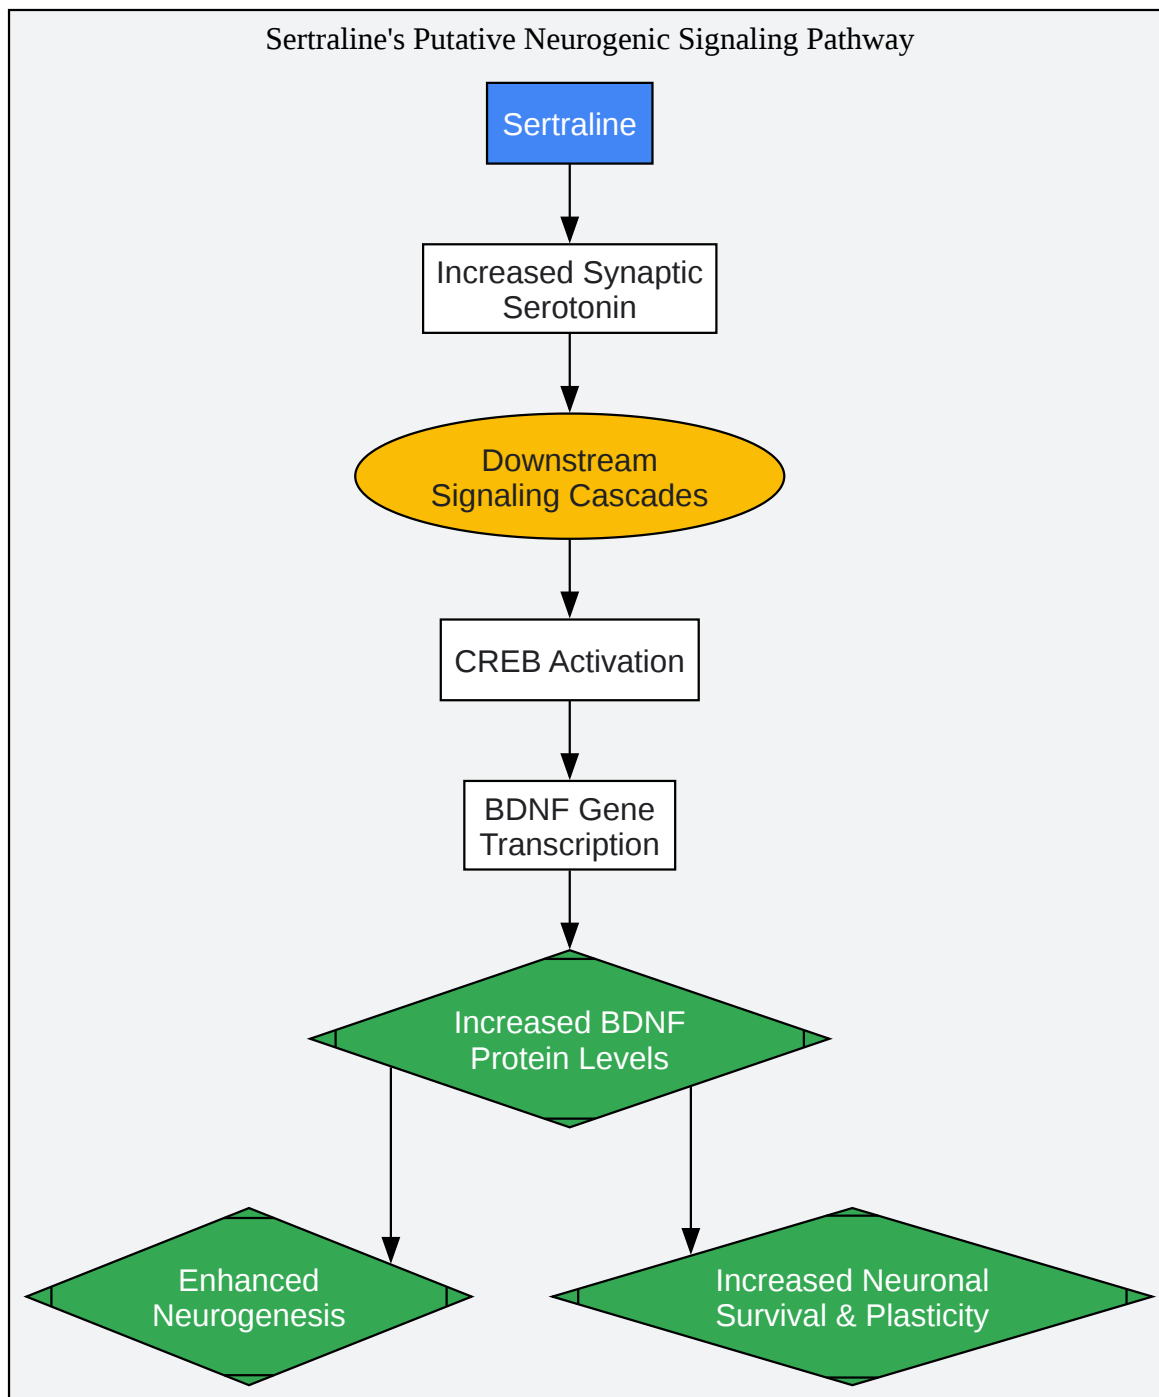 Sertraline's Putative Neurogenic Signaling Pathway
Sertraline
Increased Synaptic
Serotonin
Downstream
Signaling Cascades
CREB Activation
BDNF Gene
Transcription
Increased BDNF
Protein Levels
Enhanced
Neurogenesis
Increased Neuronal
Survival & Plasticity